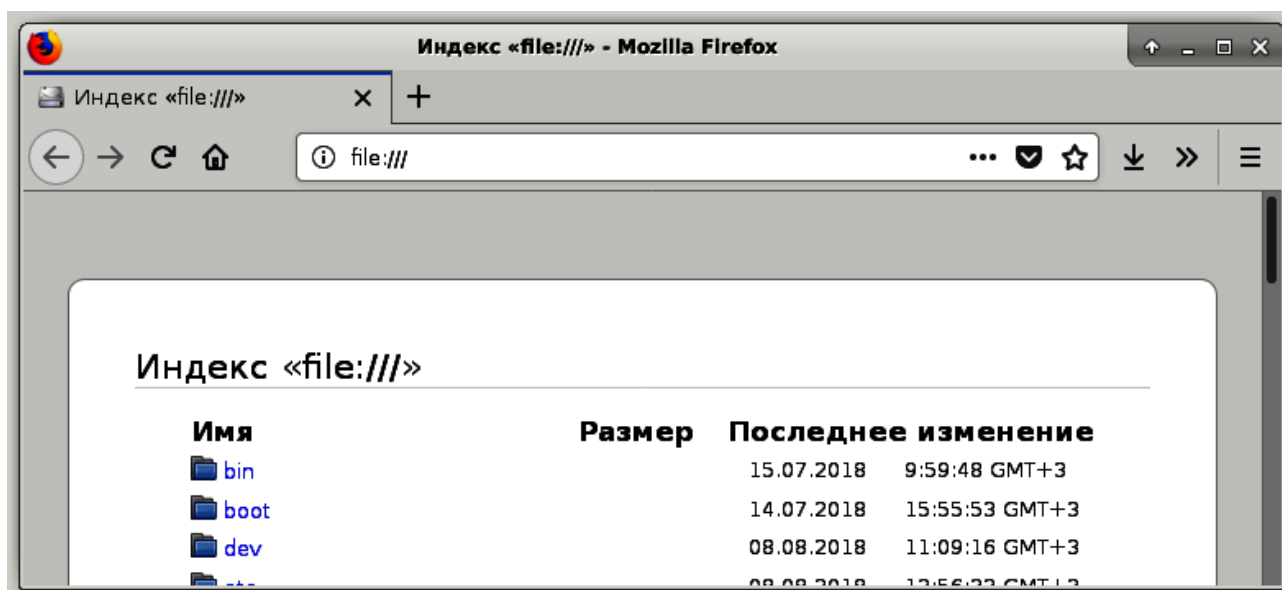 Индекс «file:///» - Mozilla Firefox
Индекс «file:///»
file:///
Индекс «file:///»
Имя Размер Последнее изменение
bin 15.07.2018 9:59:48 GMT+3
boot 14.07.2018 15:55:53 GMT+3
dev 08.08.2018 11:09:16 GMT+3